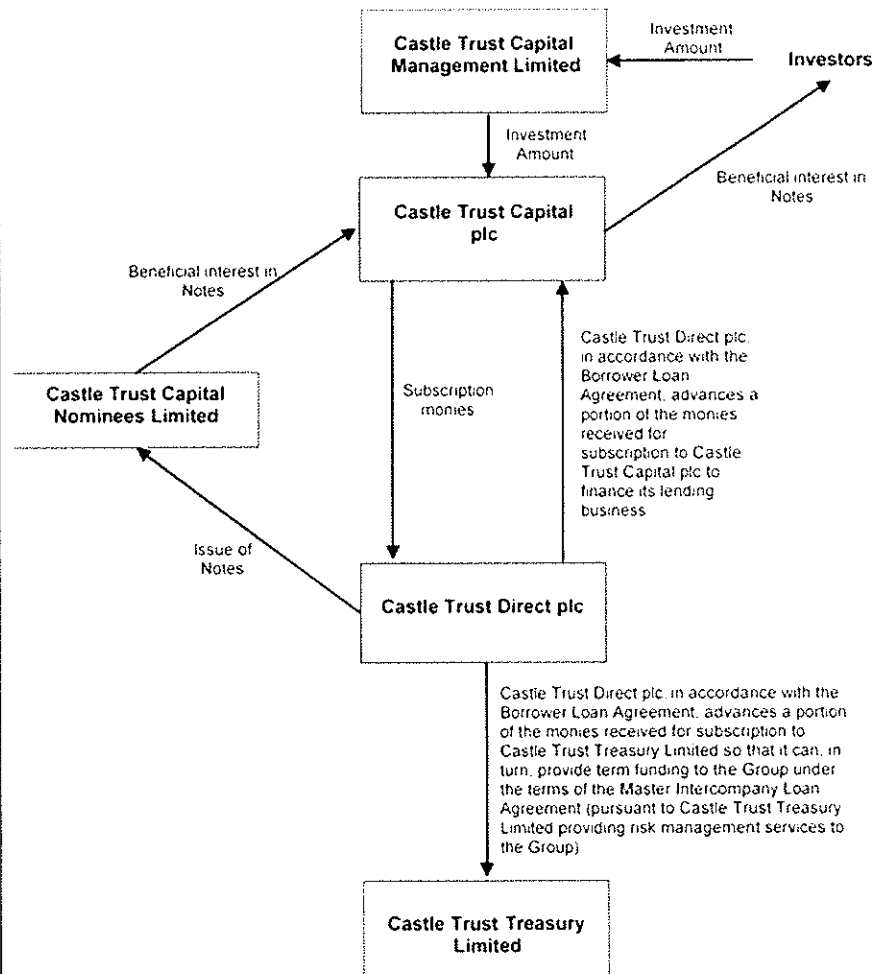 Castle Trust Capital
Management Limited
Investment
Amount
Investors
Investment
Amount
Beneficial interest in
Notes
Castle Trust Capital
plc
Beneficial interest in
Notes
Castle Trust Capital
Nominees Limited
Subscription
monies
Castle Trust Direct plc,
in accordance with the
Borrower Loan
Agreement, advances a
portion of the monies
received for
subscription to Castle
Trust Capital plc to
finance its lending
business
Issue of
Notes
Castle Trust Direct plc
Castle Trust Direct plc, in accordance with the
Borrower Loan Agreement, advances a portion
of the monies received for subscription to
Castle Trust Treasury Limited so that it can, in
turn, provide term funding to the Group under
the terms of the Master Intercompany Loan
Agreement (pursuant to Castle Trust Treasury
Limited providing risk management services to
the Group)
Castle Trust Treasury
Limited